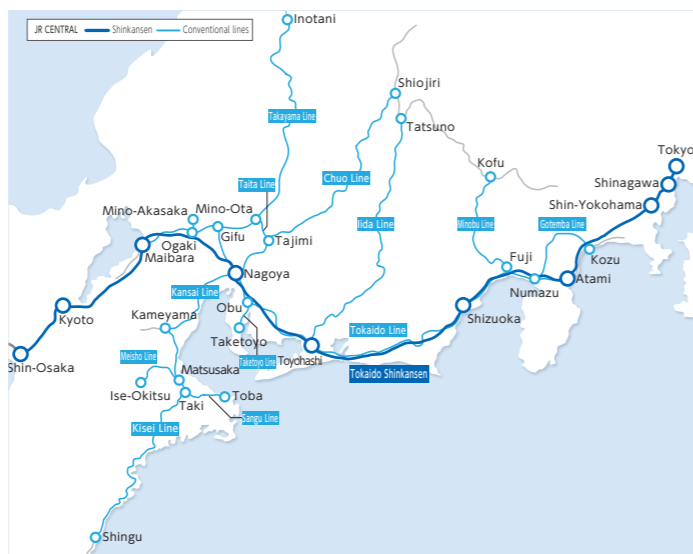 JR CENTRAL Shinkansen Conventional lines
Inotani
Shiojiri
Takayama Line
Tatsuno
Tokyo
Kofu
Shinagawa
Taita Line
Chuo Line
Shin-Yokohama
Mino-Akasaka
Mino-Ota
Iida Line
Minobu Line
Gotemba Line
Ogaki
Gifu
Tajimi
Maibara
Fuji
Kozu
Nagoya
Atami
Kansai Line
Numazu
Kyoto
Kameyama
Obu
Shizuoka
Taketoyo
Tokaido Line
Meisho Line
Taketoyo Line
Toyohashi
Shin-Osaka
Matsusaka
Tokaido Shinkansen
Ise-Okitsu
Taki
Toba
Sangu Line
Kisei Line
Shingu